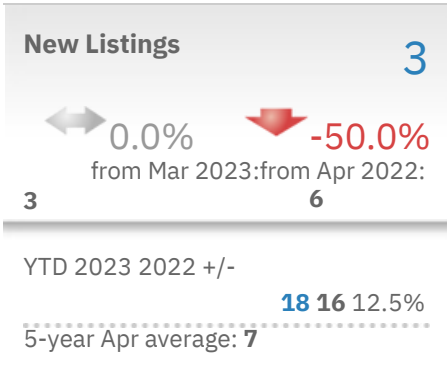 New Listings
3
0.0% -50.0%
from Mar 2023:from Apr 2022:
3 6
YTD 2023 2022 +/-
18 16 12.5%
5-year Apr average: 7